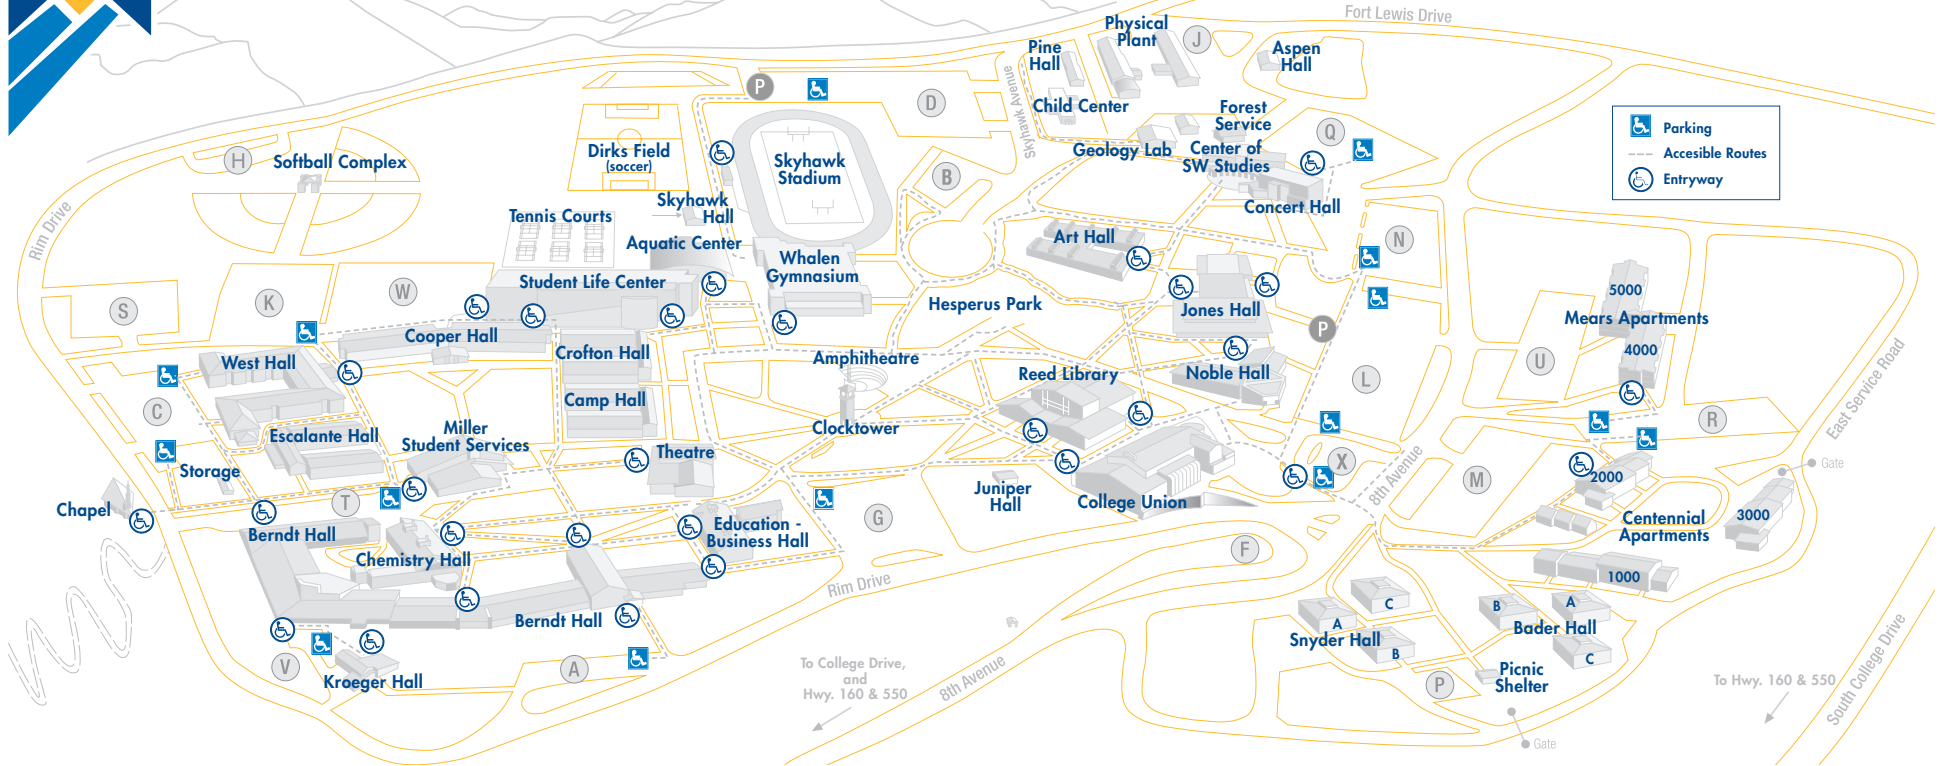 Fort Lewis Drive
Physical
Plant
J
Pine
Hall
Aspen
Hall
P
D
Skyhawk Avenue
Child Center
Forest
Service
Q
Parking
Accesible Routes
Entryway
H
Softball Complex
Dirks Field
(soccer)
Skyhawk
Stadium
B
Geology Lab
Center of
SW Studies
Concert Hall
Rim Drive
Tennis Courts
Skyhawk
Hall
Aquatic Center
Whalen
Gymnasium
Art Hall
N
S
K
W
Student Life Center
Hesperus Park
Jones Hall
P
5000
Mears Apartments
4000
Cooper Hall
Crofton Hall
West Hall
Amphitheatre
Reed Library
Noble Hall
L
U
East Service Road
C
Camp Hall
Escalante Hall
Miller
Student Services
Clocktower
R
Storage
Theatre
X
8th Avenue
M
2000
Gate
Chapel
T
Juniper
Hall
College Union
G
3000
Berndt Hall
Education -
Business Hall
Centennial
Apartments
Chemistry Hall
F
1000
Rim Drive
Berndt Hall
C
A
Snyder Hall
B
B
A
Bader Hall
C
V
Kroeger Hall
A
To College Drive,
and
Hwy. 160 & 550
8th Avenue
P
Picnic
Shelter
To Hwy. 160 & 550
South College Drive
Gate